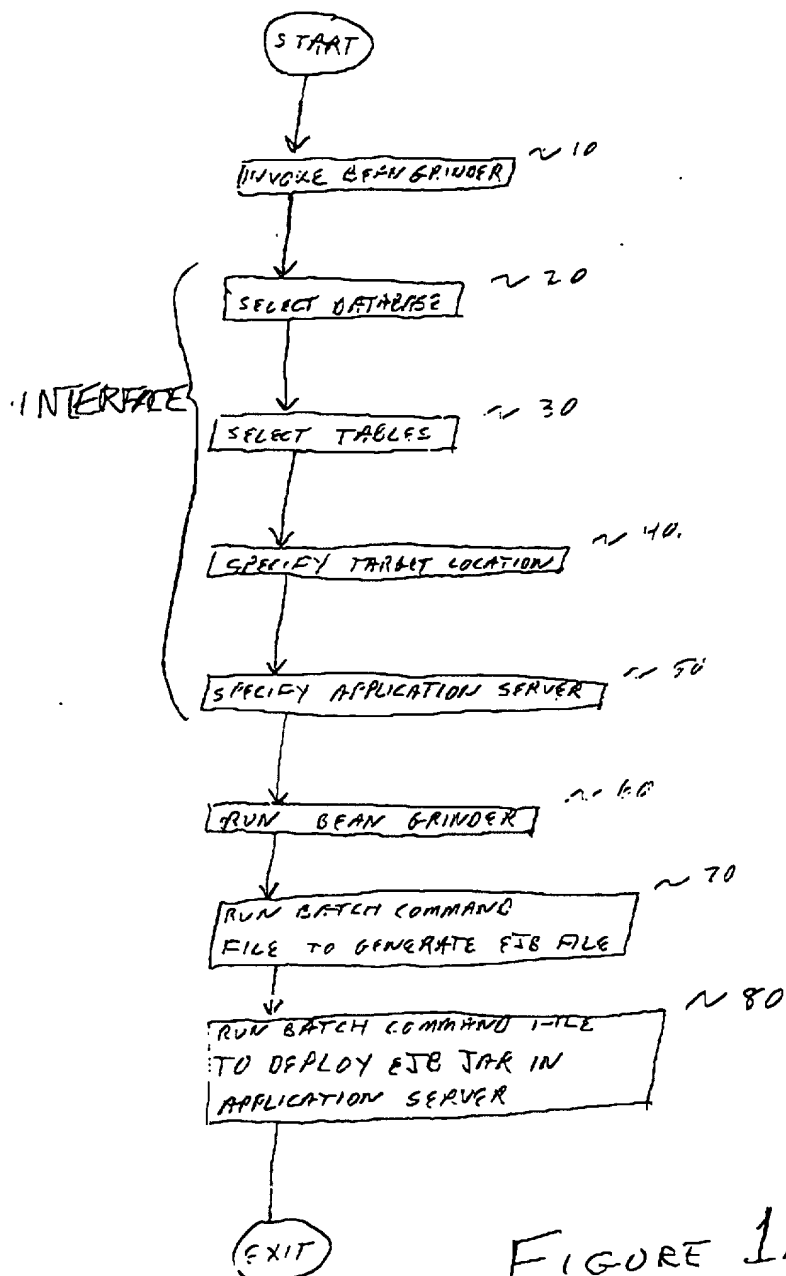 START
INVOKE BEAN GRINDER
~ 10
SELECT DATABASE
~ 20
INTERFACE
SELECT TABLES
~ 30
SPECIFY TARGET LOCATION
~ 40
SPECIFY APPLICATION SERVER
~ 50
RUN BEAN GRINDER
~ 60
RUN BATCH COMMAND
FILE TO GENERATE EJB FILE
~ 70
RUN BATCH COMMAND FILE
TO DEPLOY EJB JAR IN
APPLICATION SERVER
~ 80
EXIT
FIGURE 1.